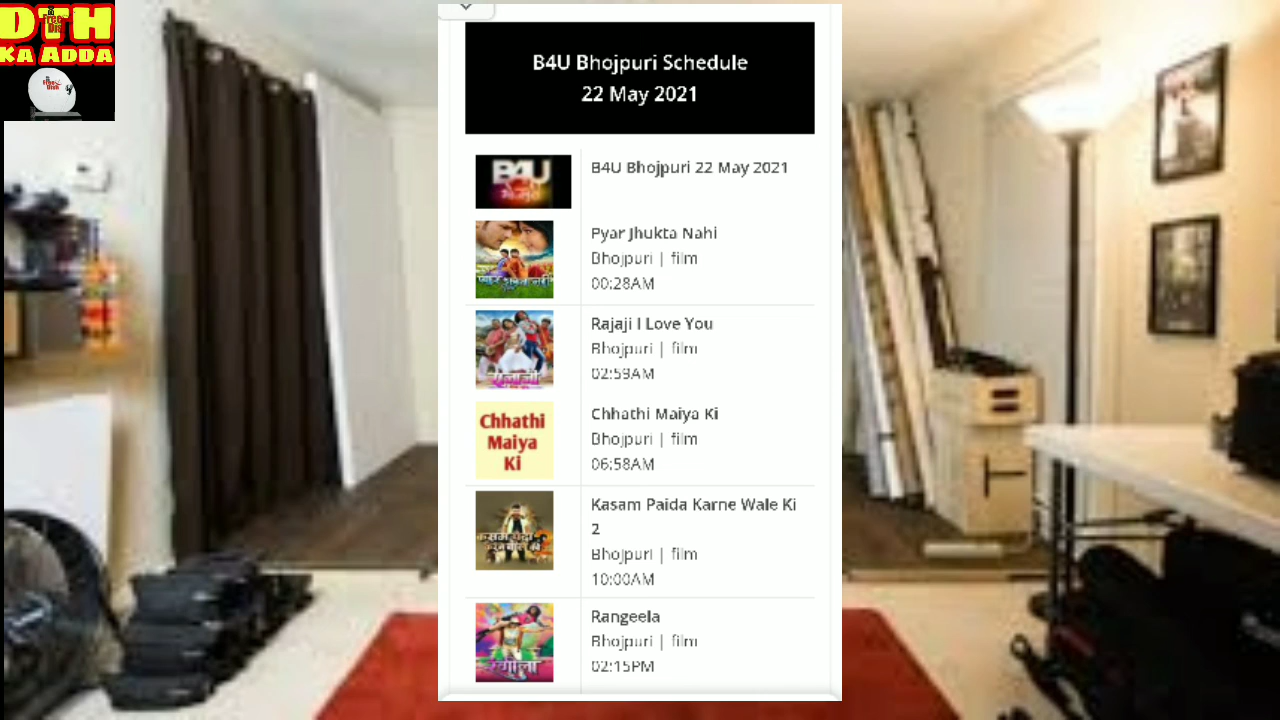 DTH
KA ADDA
B4U Bhojpuri Schedule
22 May 2021
B4U
B4U Bhojpuri 22 May 2021
Pyar Jhukta Nahi
Bhojpuri | film
00:28AM
Rajaji I Love You
Bhojpuri | film
02:59AM
Chhathi
Maiya
Ki
Chhathi Maiya Ki
Bhojpuri | film
06:58AM
Kasam Paida Karne Wale Ki
2
Bhojpuri | film
10:00AM
रंगीला
Rangeela
Bhojpuri | film
02:15PM